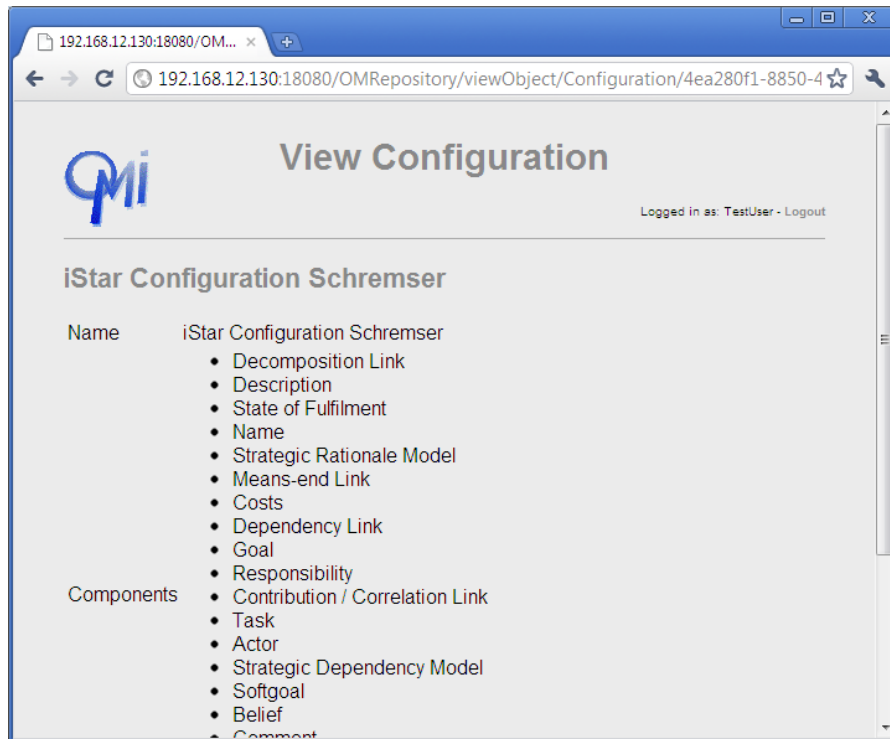 192.168.12.130:18080/OM...
192.168.12.130:18080/OMRepository/viewObject/Configuration/4ea280f1-8850-4
OMi
View Configuration
Logged in as: TestUser - Logout
iStar Configuration Schremser
Name iStar Configuration Schremser
Components
• Decomposition Link
• Description
• State of Fulfilment
• Name
• Strategic Rationale Model
• Means-end Link
• Costs
• Dependency Link
• Goal
• Responsibility
• Contribution / Correlation Link
• Task
• Actor
• Strategic Dependency Model
• Softgoal
• Belief
• Comment